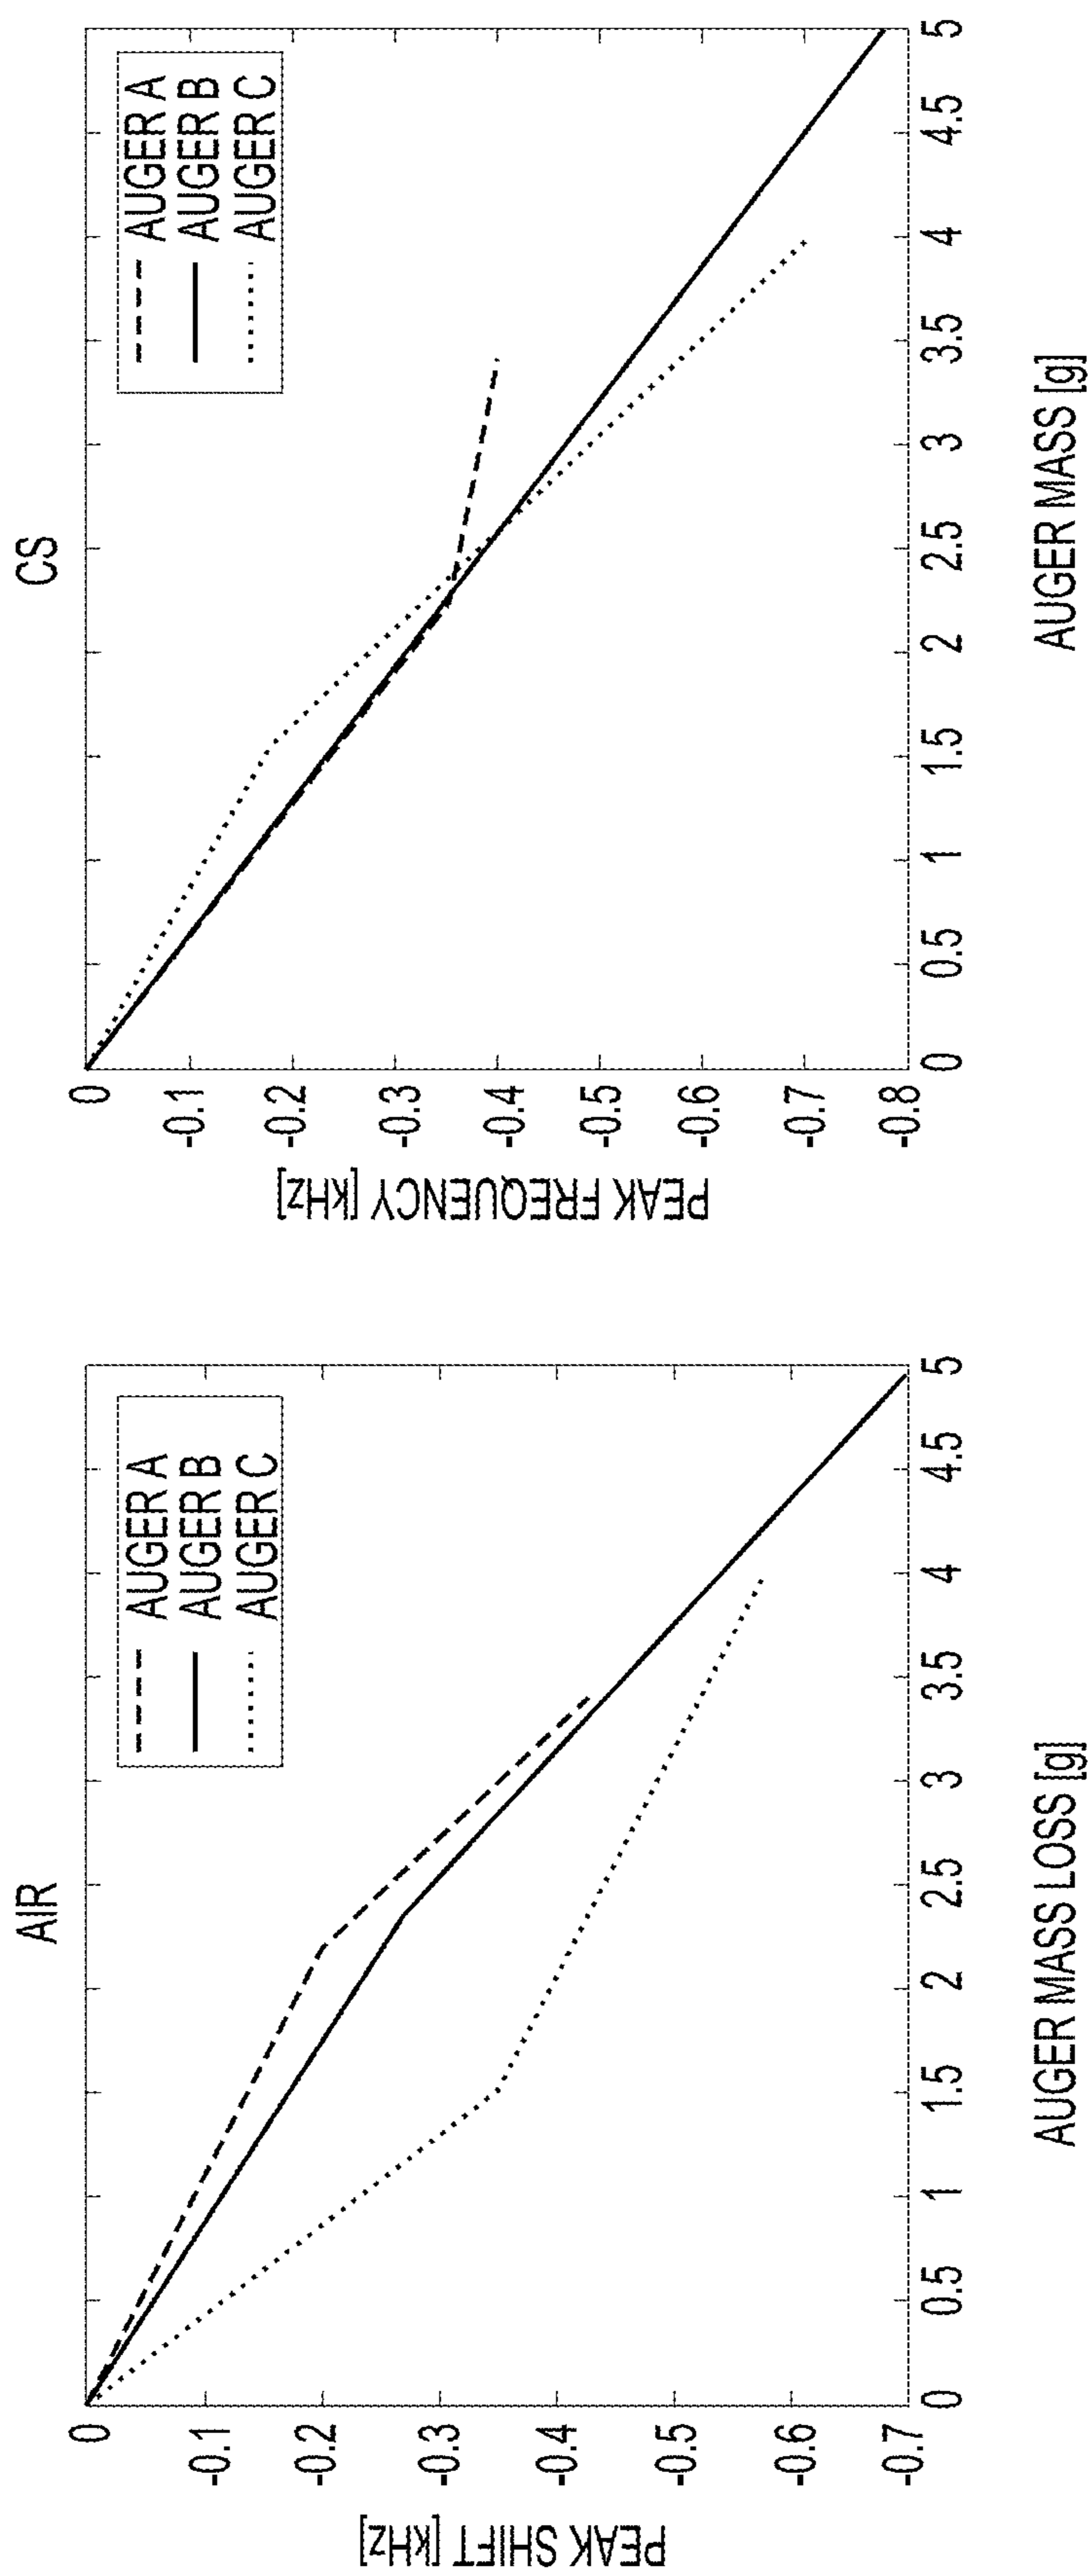 AIR
PEAK SHIFT [kHz]
0
-0.1
-0.2
-0.3
-0.4
-0.5
-0.6
-0.7
AUGER A
AUGER B
AUGER C
0 0.5 1 1.5 2 2.5 3 3.5 4 4.5 5
AUGER MASS LOSS [g]
CS
PEAK FREQUENCY [kHz]
0
-0.1
-0.2
-0.3
-0.4
-0.5
-0.6
-0.7
-0.8
AUGER A
AUGER B
AUGER C
0 0.5 1 1.5 2 2.5 3 3.5 4 4.5 5
AUGER MASS [g]